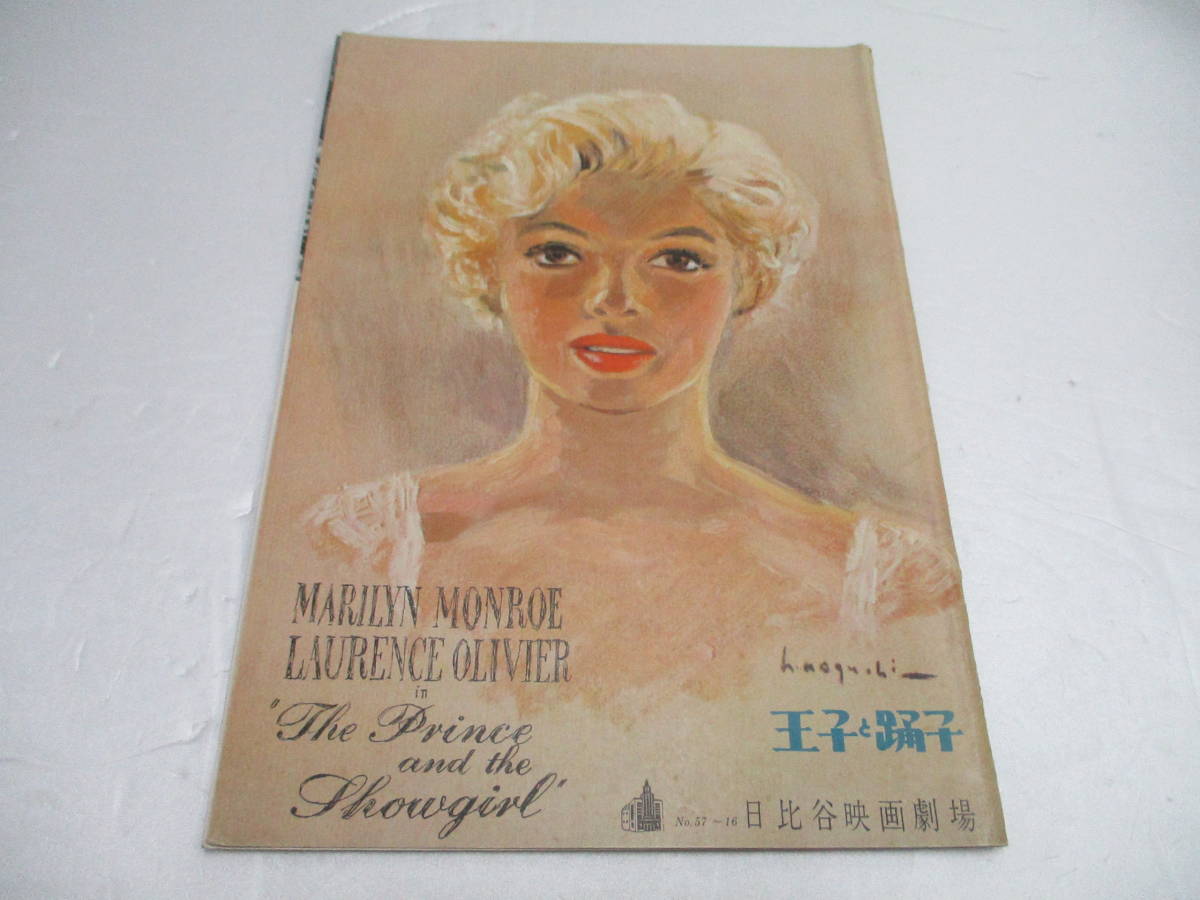 MARILYN MONROE
LAURENCE OLIVIER
in
"The Prince
and the
Showgirl"
h.noguchi
王子と踊子
No. 57～16 日比谷映画劇場